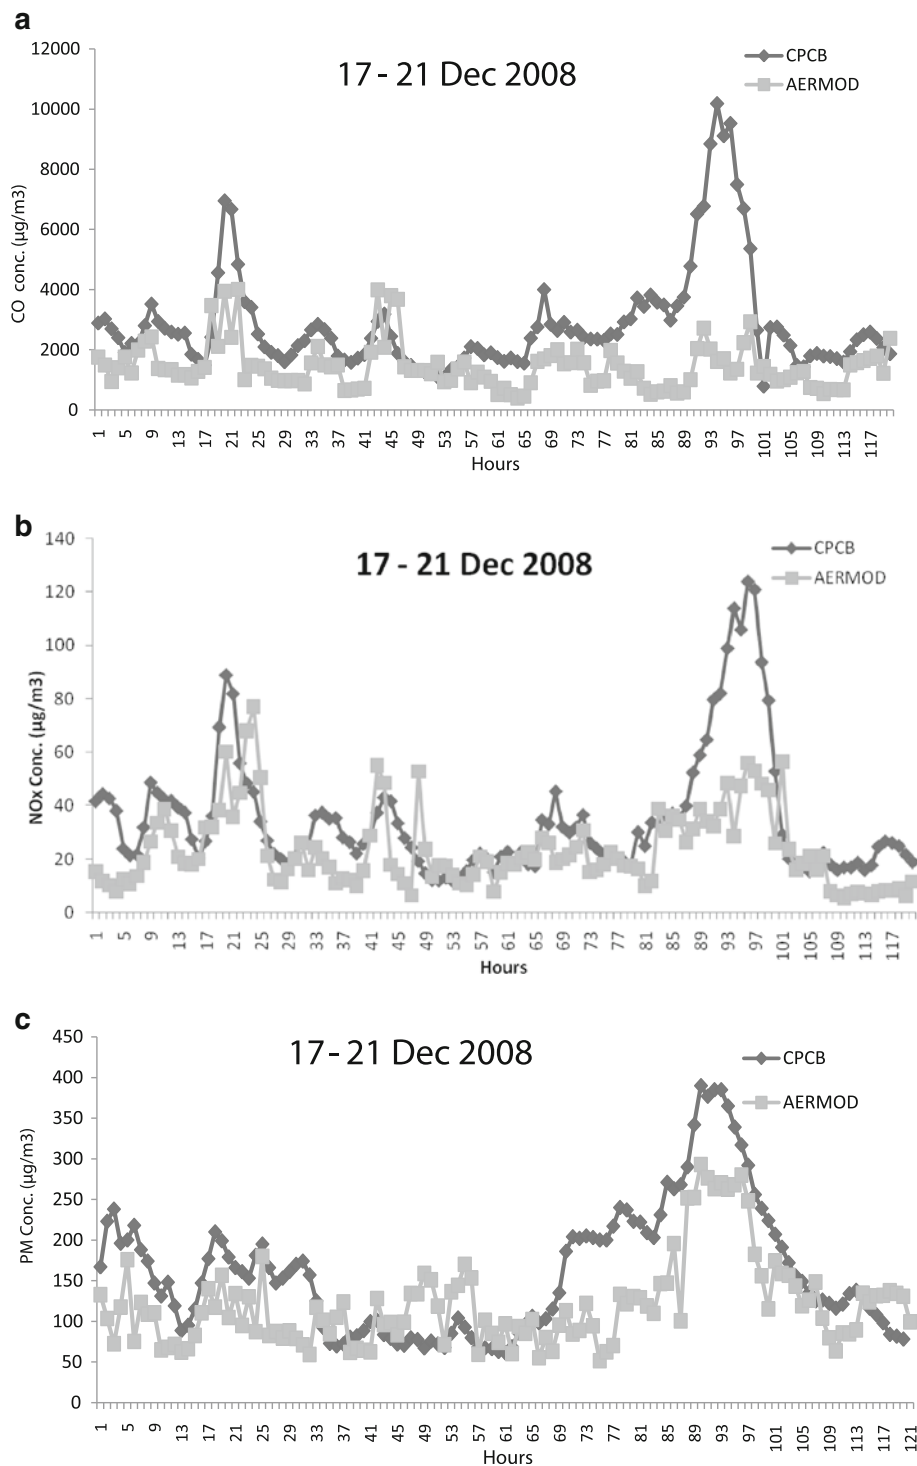 a
12000
10000
8000
6000
4000
2000
0
CO conc. (µg/m3)
17 - 21 Dec 2008
CPCB
AERMOD
1 5 9 13 17 21 25 29 33 37 41 45 49 53 57 61 65 69 73 77 81 85 89 93 97 101 105 109 113 117
Hours
b
140
120
100
80
60
40
20
0
NOx Conc. (µg/m3)
17 - 21 Dec 2008
CPCB
AERMOD
1 5 9 13 17 21 25 29 33 37 41 45 49 53 57 61 65 69 73 77 81 85 89 93 97 101 105 109 113 117
Hours
c
450
400
350
300
250
200
150
100
50
0
PM Conc. (µg/m3)
17 - 21 Dec 2008
CPCB
AERMOD
1 5 9 13 17 21 25 29 33 37 41 45 49 53 57 61 65 69 73 77 81 85 89 93 97 101 105 109 113 117 121
Hours